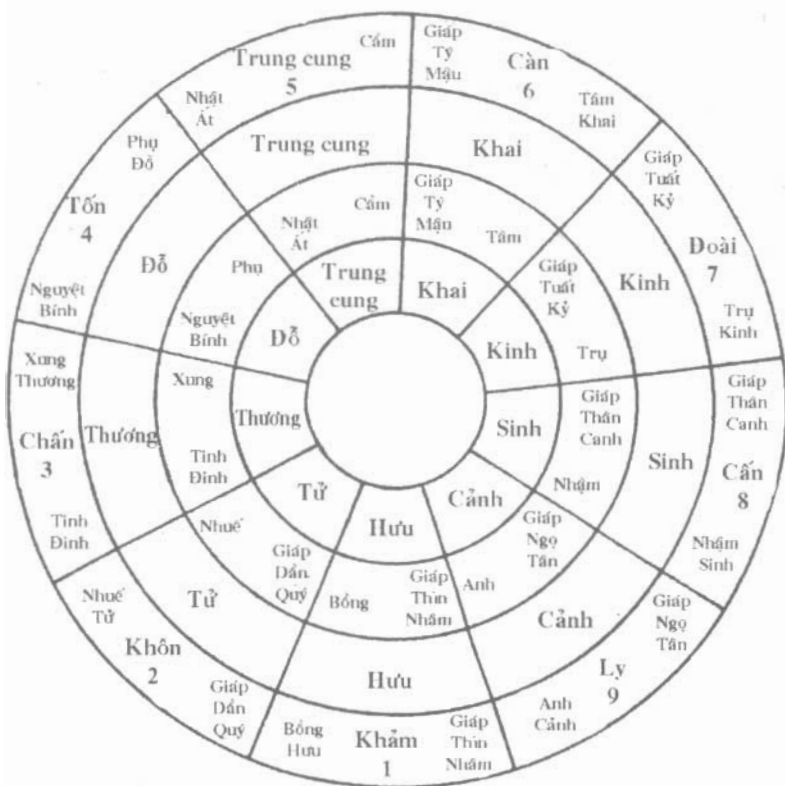 Trung cung
5
Cầm
Nhật
Ất
Giáp
Tý
Mậu
Càn
6
Tâm
Khai
Giáp
Tuất
Kỷ
Đoài
7
Trụ
Kinh
Giáp
Thân
Canh
Cấn
8
Nhậm
Sinh
Giáp
Ngọ
Tân
Ly
9
Anh
Cảnh
Giáp
Thìn
Nhâm
Khảm
1
Bồng
Hưu
Giáp
Dần
Quý
Khôn
2
Nhuế
Tử
Tinh
Đinh
Chấn
3
Xung
Thương
Nguyệt
Bính
Tốn
4
Phụ
Đỗ
Trung cung
Khai
Kinh
Sinh
Cảnh
Hưu
Tử
Thương
Đỗ
Nhật
Ất
Cầm
Giáp
Tý
Mậu
Tâm
Giáp
Tuất
Kỷ
Trụ
Giáp
Thân
Canh
Nhậm
Giáp
Ngọ
Tân
Anh
Giáp
Thìn
Nhâm
Bồng
Giáp
Dần
Quý
Nhuế
Tinh
Đinh
Xung
Nguyệt
Bính
Phụ
Trung
cung
Khai
Kinh
Sinh
Cảnh
Hưu
Tử
Thương
Đỗ